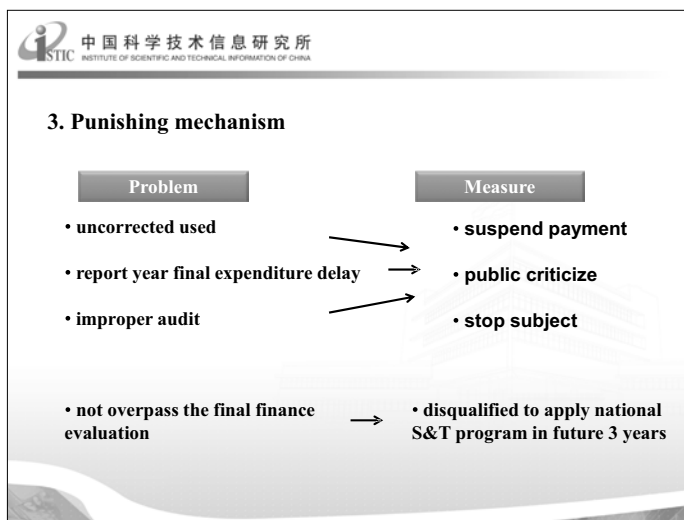 iSTIC 中国科学技术信息研究所
INSTITUTE OF SCIENTIFIC AND TECHNICAL INFORMATION OF CHINA
3. Punishing mechanism
Problem
Measure
• uncorrected used
• suspend payment
• report year final expenditure delay
• public criticize
• improper audit
• stop subject
• not overpass the final finance
evaluation
• disqualified to apply national
S&T program in future 3 years